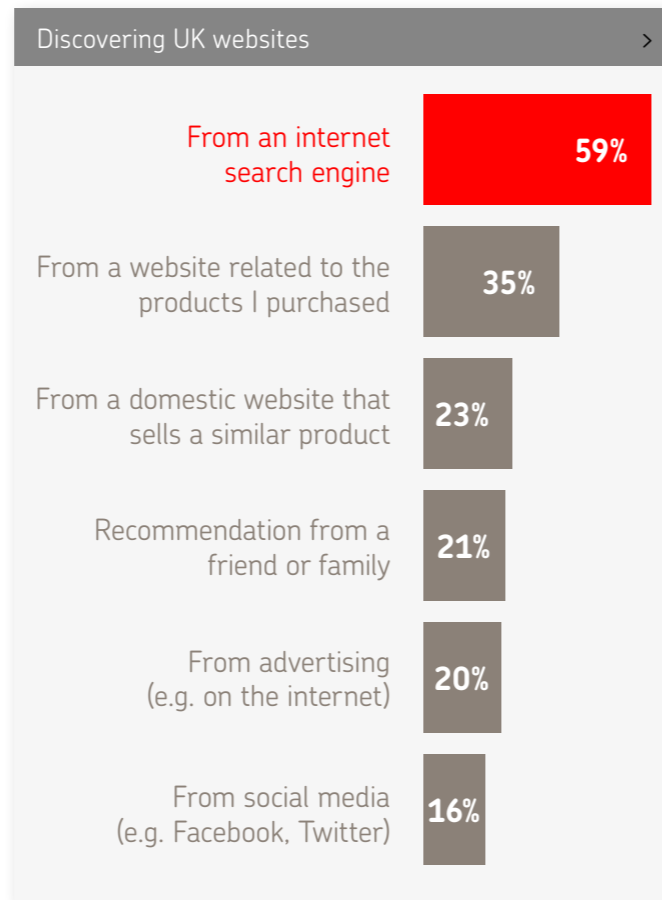 Discovering UK websites >
From an internet
search engine
59%
From a website related to the
products I purchased
35%
From a domestic website that
sells a similar product
23%
Recommendation from a
friend or family
21%
From advertising
(e.g. on the internet)
20%
From social media
(e.g. Facebook, Twitter)
16%